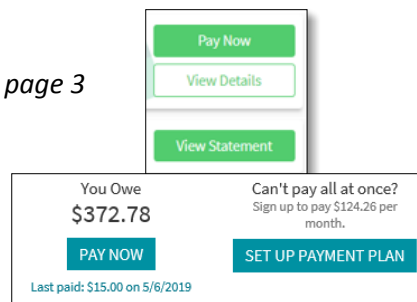 Pay Now
page 3
View Details
View Statement
You Owe
$372.78
PAY NOW
Last paid: $15.00 on 5/6/2019
Can't pay all at once?
Sign up to pay $124.26 per
month.
SET UP PAYMENT PLAN